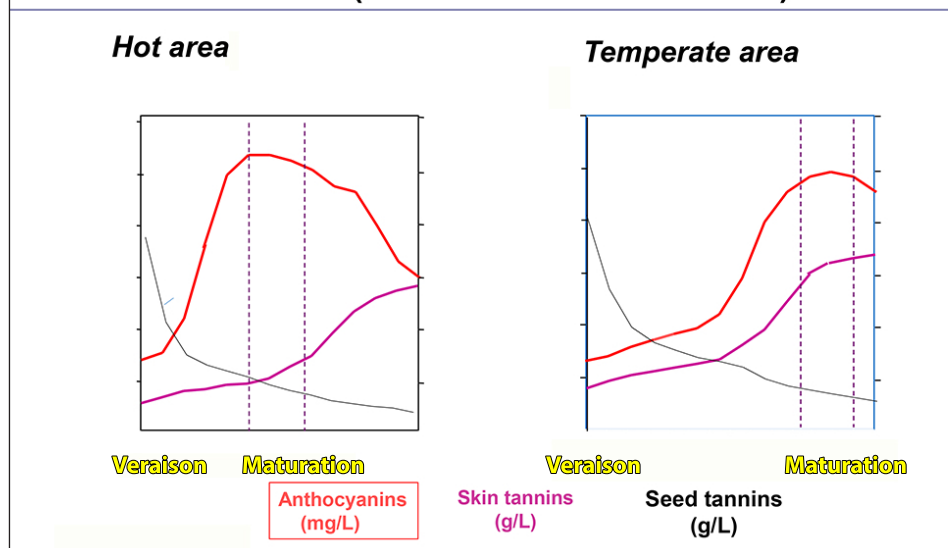 Hot area
Temperate area
Veraison
Maturation
Veraison
Maturation
Anthocyanins
(mg/L)
Skin tannins
(g/L)
Seed tannins
(g/L)